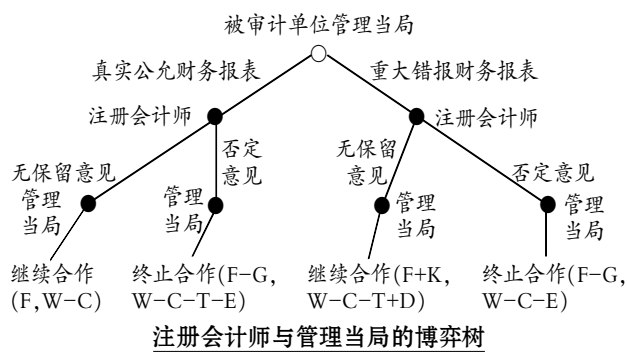 被审计单位管理当局
真实公允财务报表
重大错报财务报表
注册会计师
注册会计师
无保留意见
否定
意见
无保留
意见
否定意见
管理
当局
管理
当局
管理
当局
管理
当局
继续合作
(F,W-C)
终止合作(F-G,
W-C-T-E)
继续合作(F+K,
W-C-T+D)
终止合作(F-G,
W-C-E)
注册会计师与管理当局的博弈树